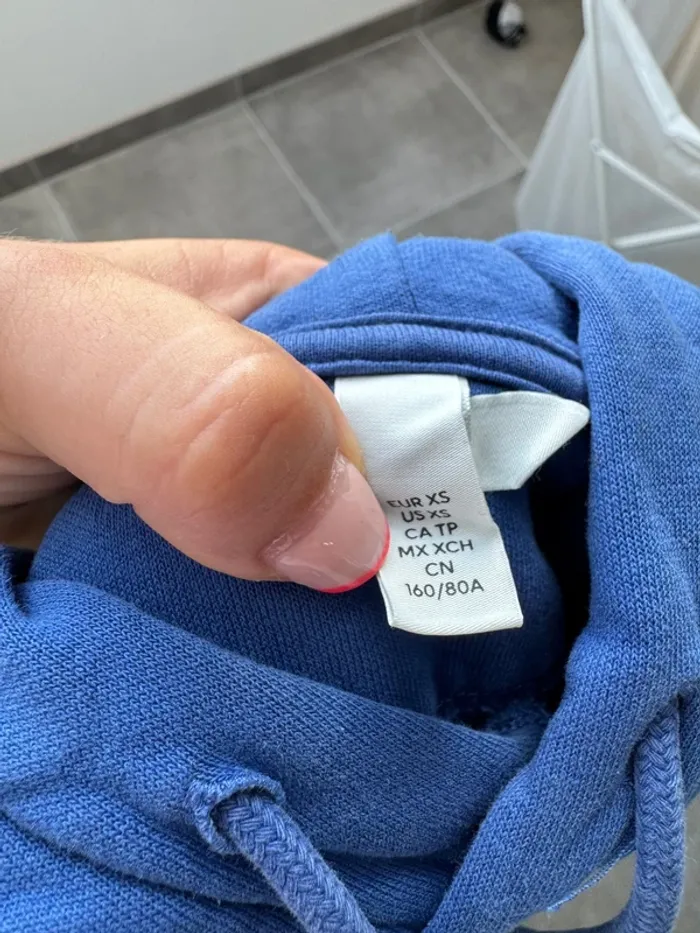 EUR XS
US XS
CA TP
MX XCH
CN
160/80A